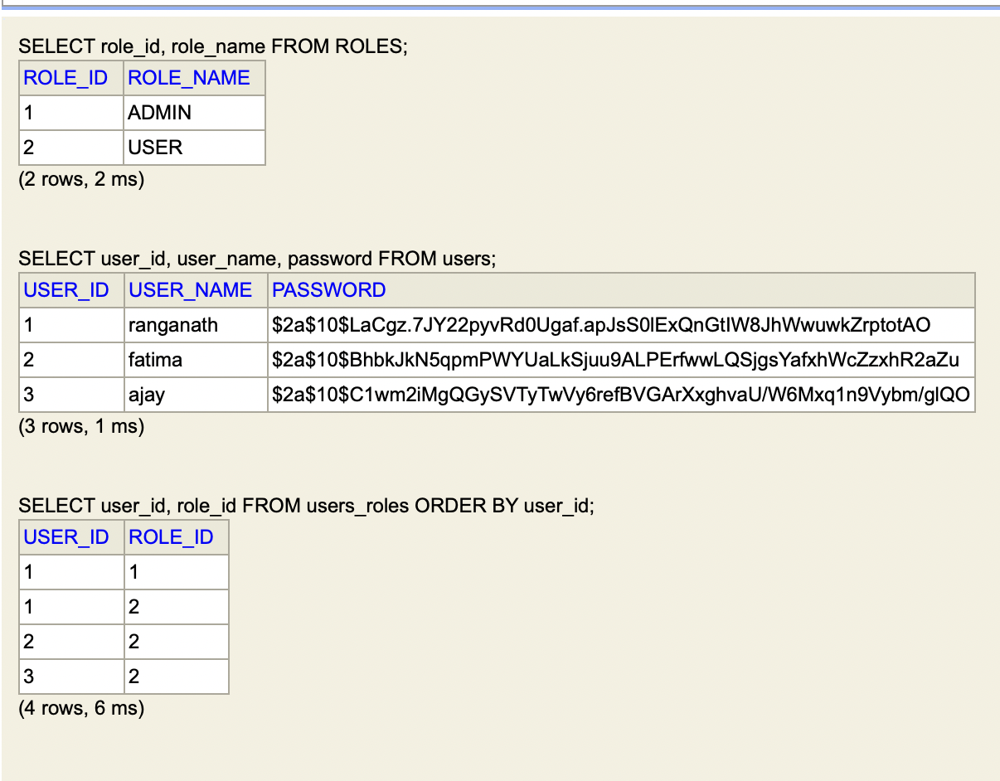 SELECT role_id, role_name FROM ROLES;
ROLE_ID ROLE_NAME
1 ADMIN
2 USER
(2 rows, 2 ms)
SELECT user_id, user_name, password FROM users;
USER_ID USER_NAME PASSWORD
1 ranganath $2a$10$LaCgz.7JY22pyvRd0Ugaf.apJsS0lExQnGtIW8JhWwuwkZrptotAO
2 fatima $2a$10$BhbkJkN5qpmPWYUaLkSjuu9ALPErfwwLQSjgsYafxhWcZzxhR2aZu
3 ajay $2a$10$C1wm2iMgQGySVTyTwVy6refBVGArXxghvaU/W6Mxq1n9Vybm/glQO
(3 rows, 1 ms)
SELECT user_id, role_id FROM users_roles ORDER BY user_id;
USER_ID ROLE_ID
1 1
1 2
2 2
3 2
(4 rows, 6 ms)